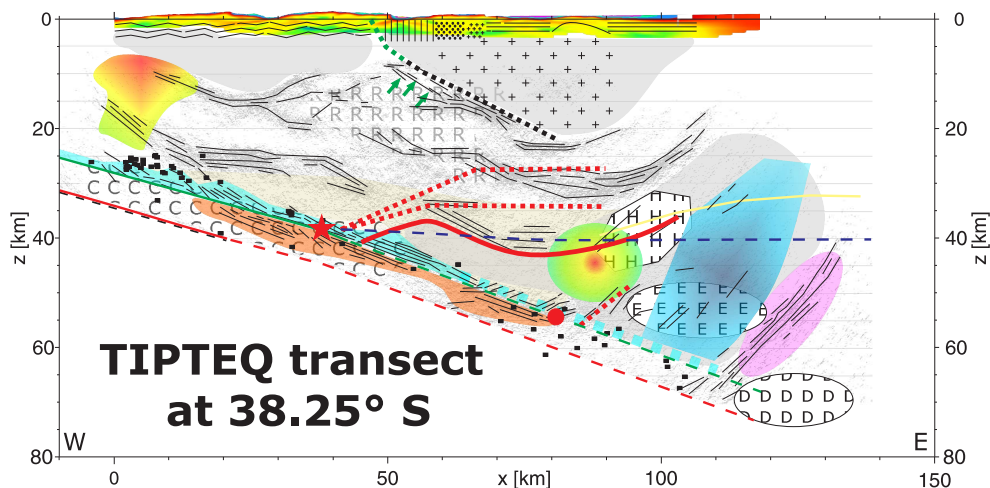 0
0
R R R R
R R R R R R
R R R R R R R
R R R R R R
R R
20
20
z [km]
z [km]
C C C C
C C C C C
C C C C C C
C C C C
C C C
H H H
H H H H
H H H
H H
40
40
E E E E
E E E E E
E E E
60
60
TIPTEQ transect
at 38.25° S
D D D D
D D D D D
D D D D
W
E
80
80
0
50
x [km]
100
150